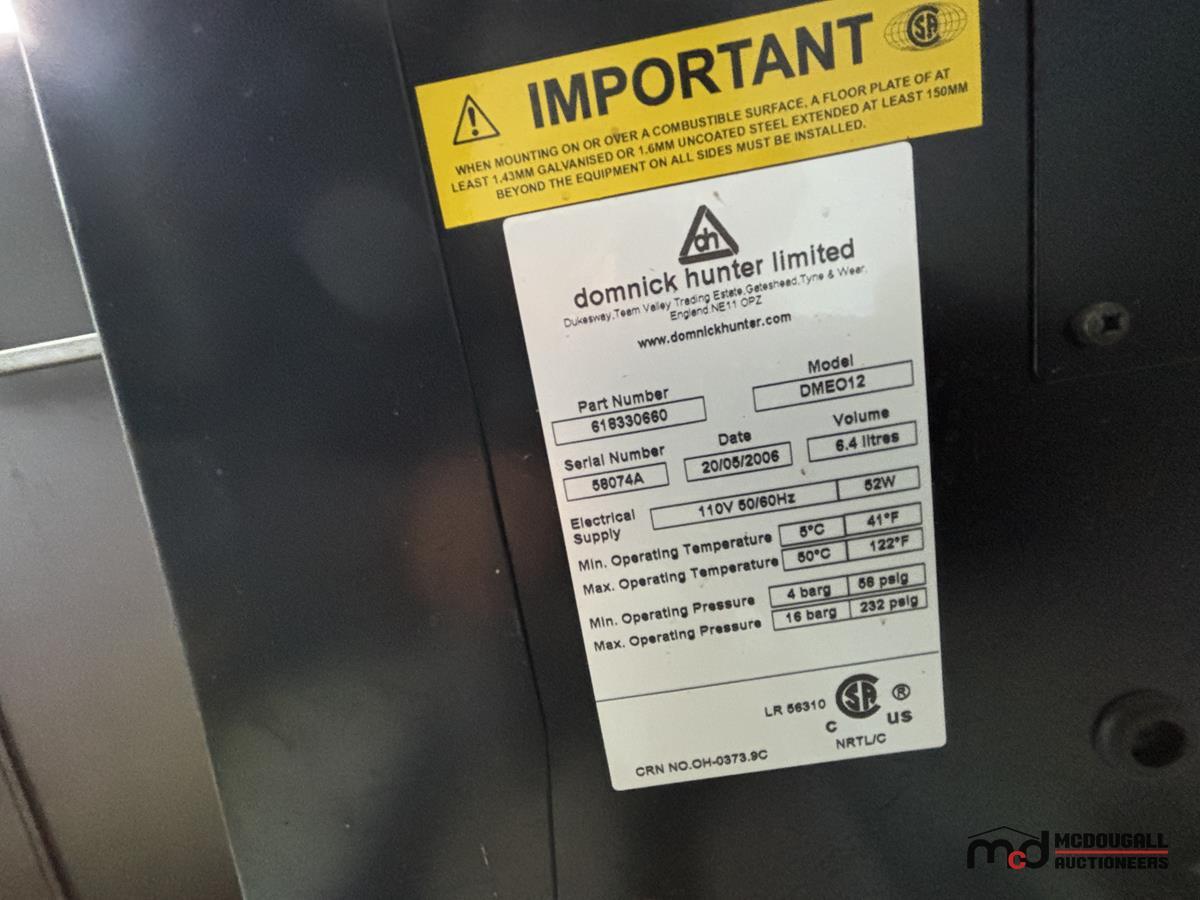 IMPORTANT
WHEN MOUNTING ON OR OVER A COMBUSTIBLE SURFACE, A FLOOR PLATE OF AT
LEAST 1.43MM GALVANISED OR 1.6MM UNCOATED STEEL EXTENDED AT LEAST 150MM
BEYOND THE EQUIPMENT ON ALL SIDES MUST BE INSTALLED.
dh
domnick hunter limited
Dukesway,Team Valley Trading Estate,Gateshead,Tyne & Wear,
England.NE11 OPZ
www.domnickhunter.com
Part Number Model
618330660 DMEO12
Serial Number Date Volume
58074A 20/05/2006 6.4 litres
Electrical Supply 110V 50/60Hz 52W
Min. Operating Temperature 5°C 41°F
Max. Operating Temperature 50°C 122°F
Min. Operating Pressure 4 barg 58 psig
Max. Operating Pressure 16 barg 232 psig
LR 56310 SA ®
C US
NRTL/C
CRN NO.OH-0373.9C
mcd MCDOUGALL
AUCTIONEERS